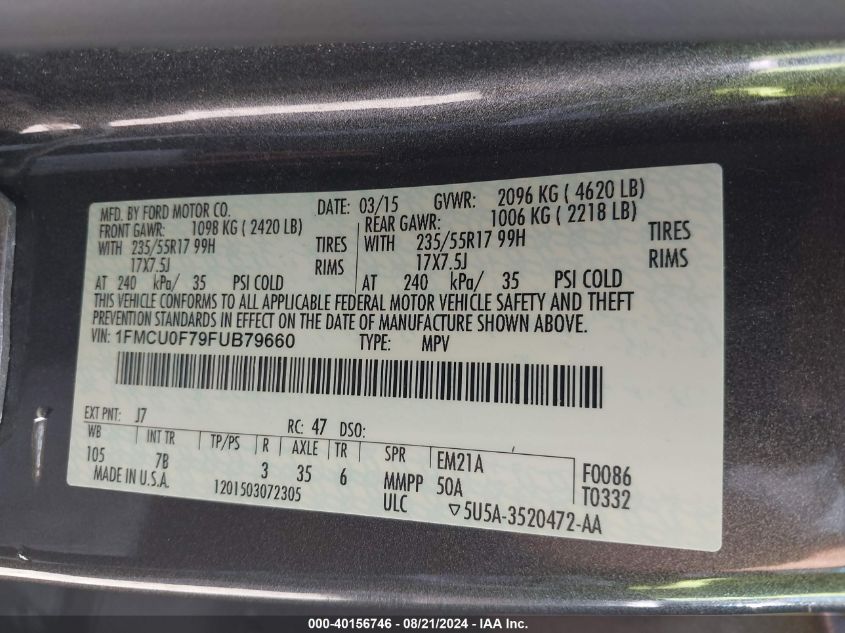 MFD. BY FORD MOTOR CO. DATE: 03/15 GVWR: 2096 KG ( 4620 LB)
FRONT GAWR: 1098 KG ( 2420 LB) REAR GAWR: 1006 KG ( 2218 LB)
WITH 235/55R17 99H TIRES WITH 235/55R17 99H TIRES
17X7.5J RIMS 17X7.5J RIMS
AT 240 kPa/ 35 PSI COLD AT 240 kPa/ 35 PSI COLD
THIS VEHICLE CONFORMS TO ALL APPLICABLE FEDERAL MOTOR VEHICLE SAFETY AND THEFT
PREVENTION STANDARDS IN EFFECT ON THE DATE OF MANUFACTURE SHOWN ABOVE.
VIN: 1FMCU0F79FUB79660 TYPE: MPV
EXT PNT: J7 RC: 47 DSO:
WB INT TR TP/PS R AXLE TR SPR EM21A F0086
105 7B 3 35 6 MMPP 50A T0332
MADE IN U.S.A. 1201503072305 ULC ▽5U5A-3520472-AA
000-40156746 - 08/21/2024 - © IAA Inc.